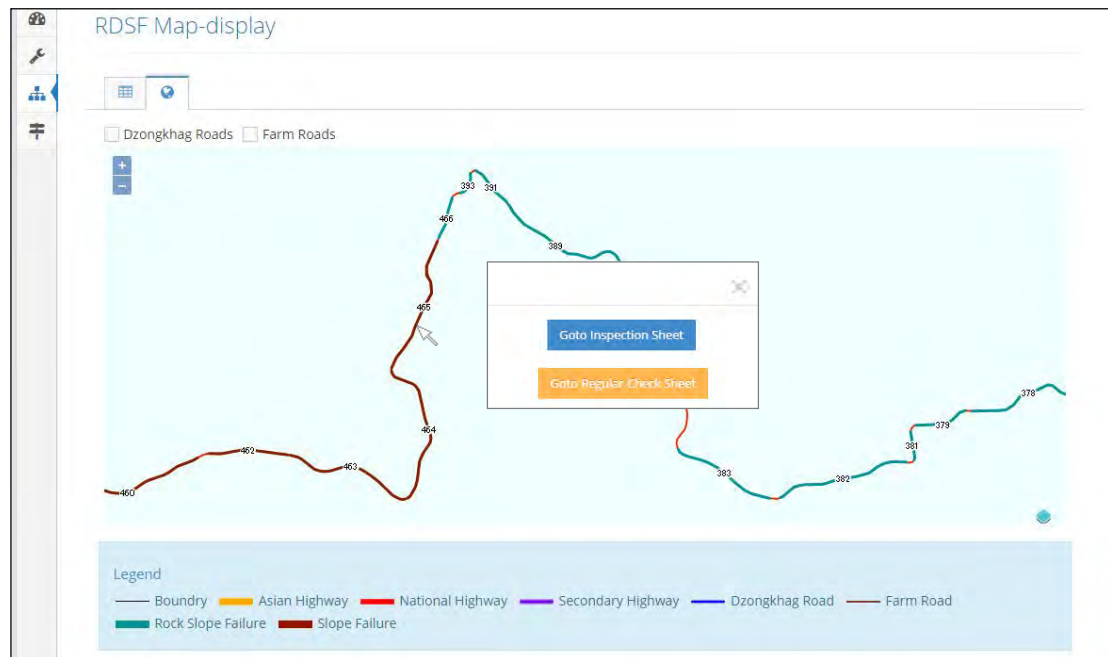 RDSF Map-display
Dzongkhag Roads Farm Roads
+
−
393 391
466
389
465
Goto Inspection Sheet
Goto Regular Check Sheet
378
379
464
381
462
463
383
382
460
Legend
Boundry Asian Highway National Highway Secondary Highway Dzongkhag Road Farm Road
Rock Slope Failure Slope Failure